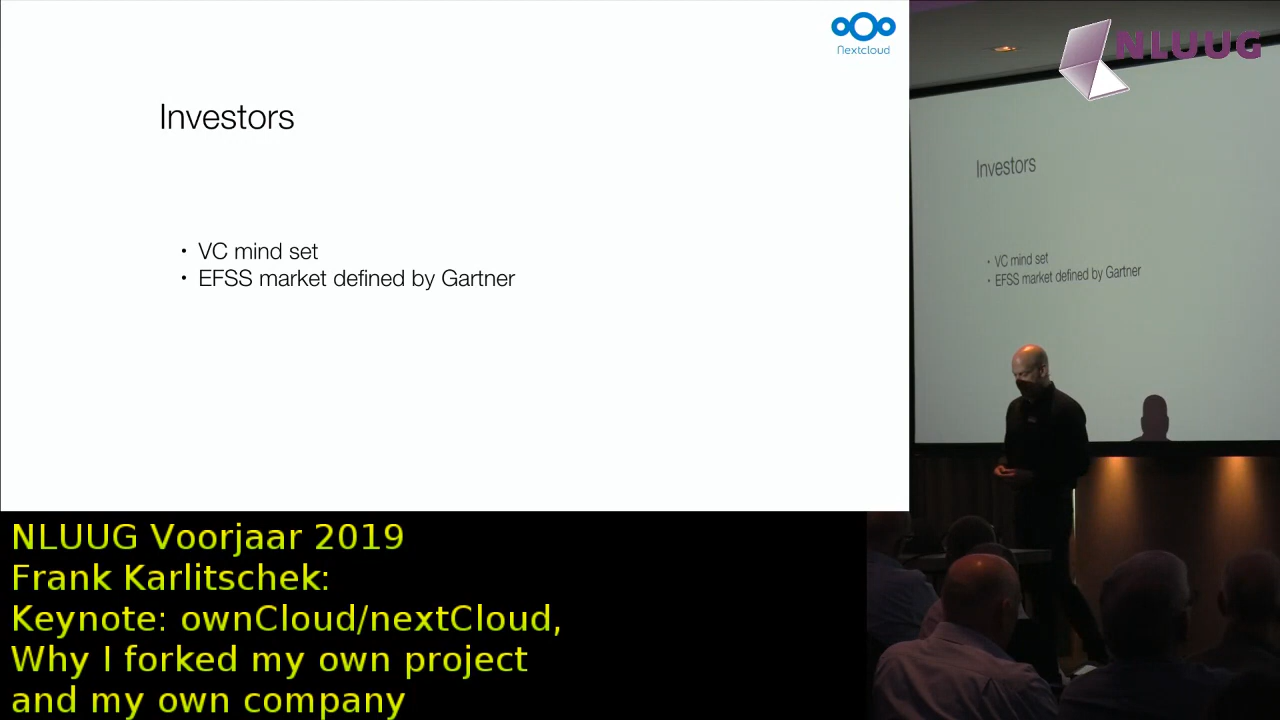 Nextcloud
Investors
• VC mind set
• EFSS market defined by Gartner
NLUUG
Investors
• VC mind set
• EFSS market defined by Gartner
NLUUG Voorjaar 2019
Frank Karlitschek:
Keynote: ownCloud/nextCloud,
Why I forked my own project
and my own company